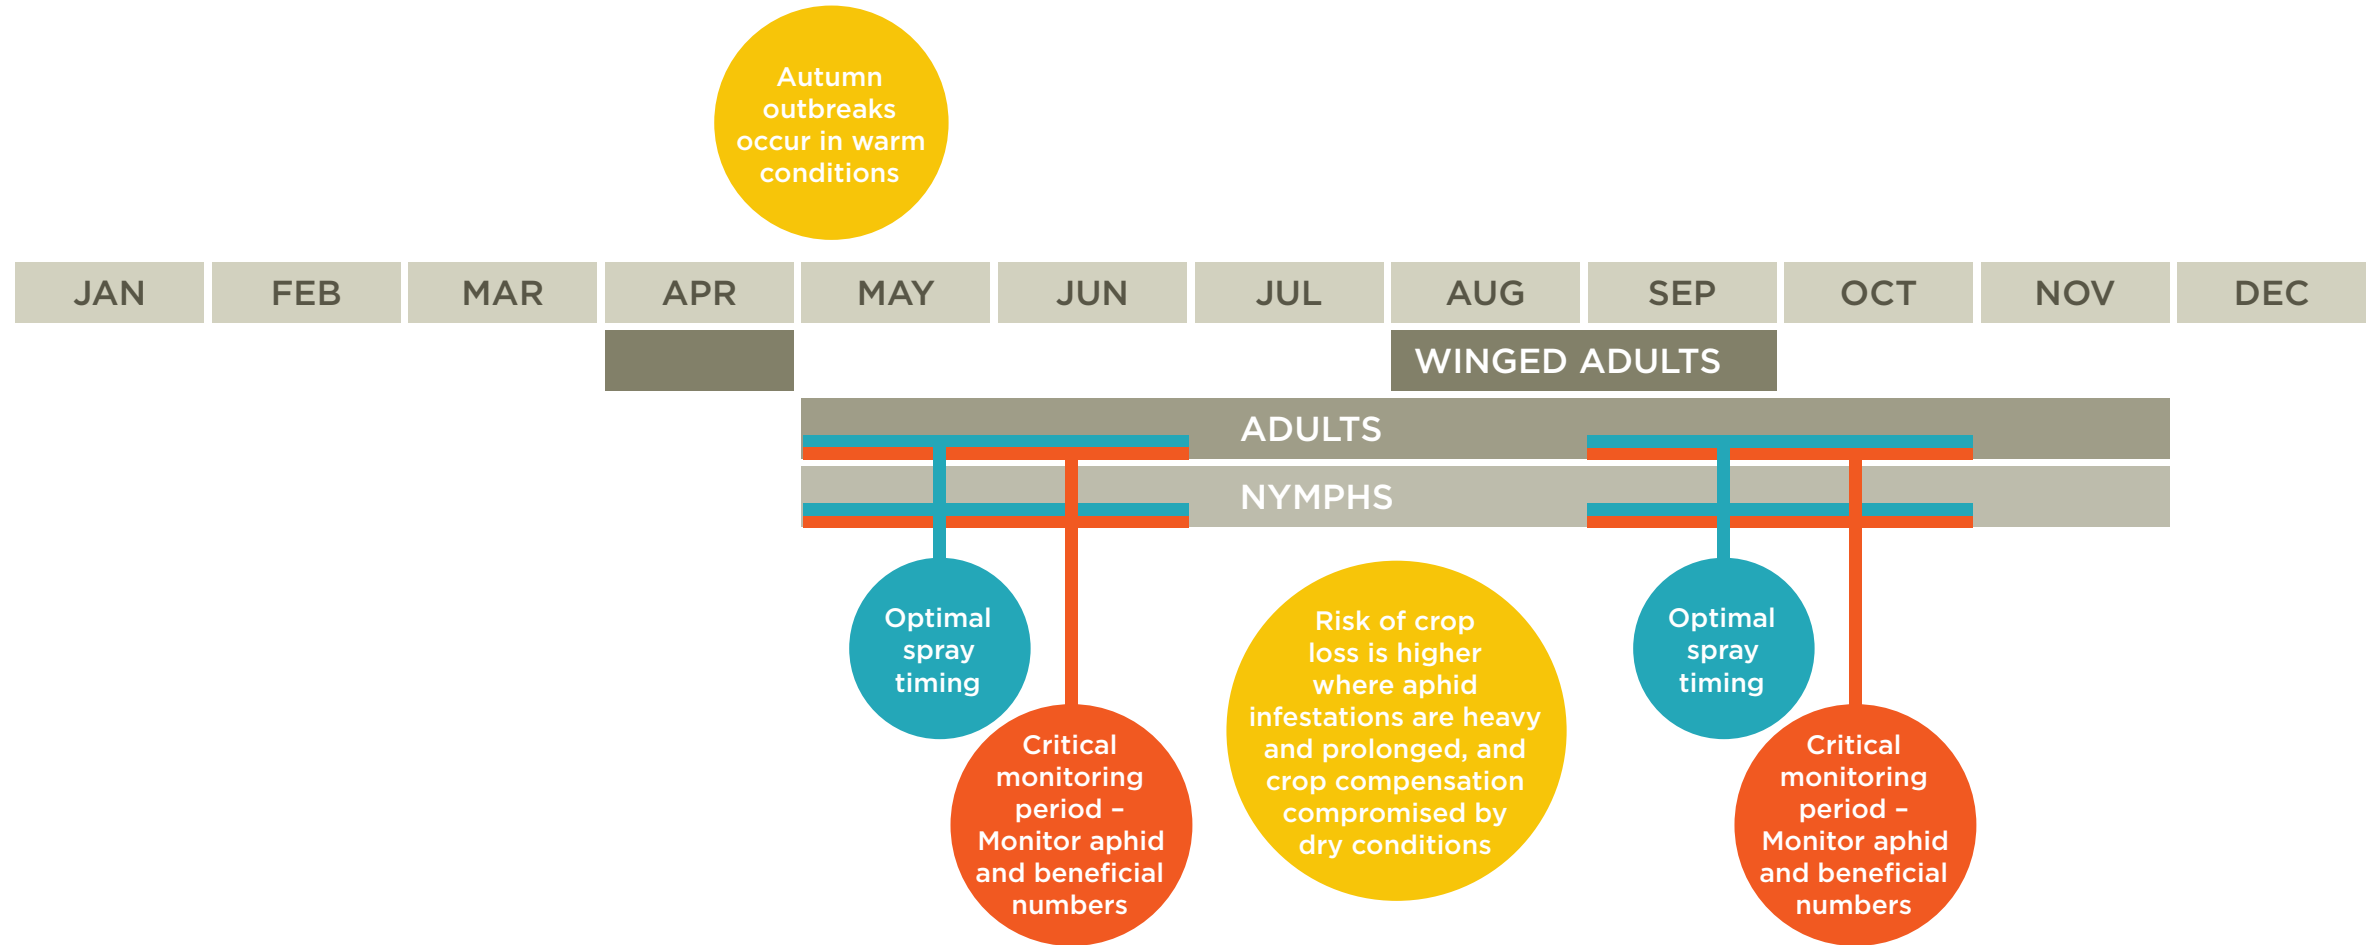 Autumn
outbreaks
occur in warm
conditions
JAN FEB MAR APR MAY JUN JUL AUG SEP OCT NOV DEC
WINGED ADULTS
ADULTS
NYMPHS
Optimal
spray
timing
Critical
monitoring
period –
Monitor aphid
and beneficial
numbers
Risk of crop
loss is higher
where aphid
infestations are heavy
and prolonged, and
crop compensation
compromised by
dry conditions
Optimal
spray
timing
Critical
monitoring
period –
Monitor aphid
and beneficial
numbers